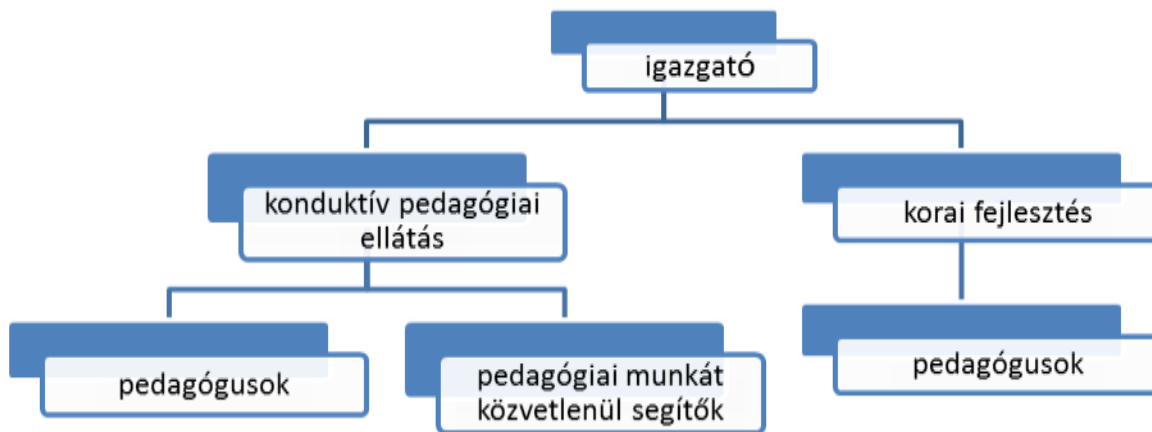 igazgató
konduktív pedagógiai
ellátás
korai fejlesztés
pedagógusok
pedagógiai munkát
közvetlenül segítők
pedagógusok